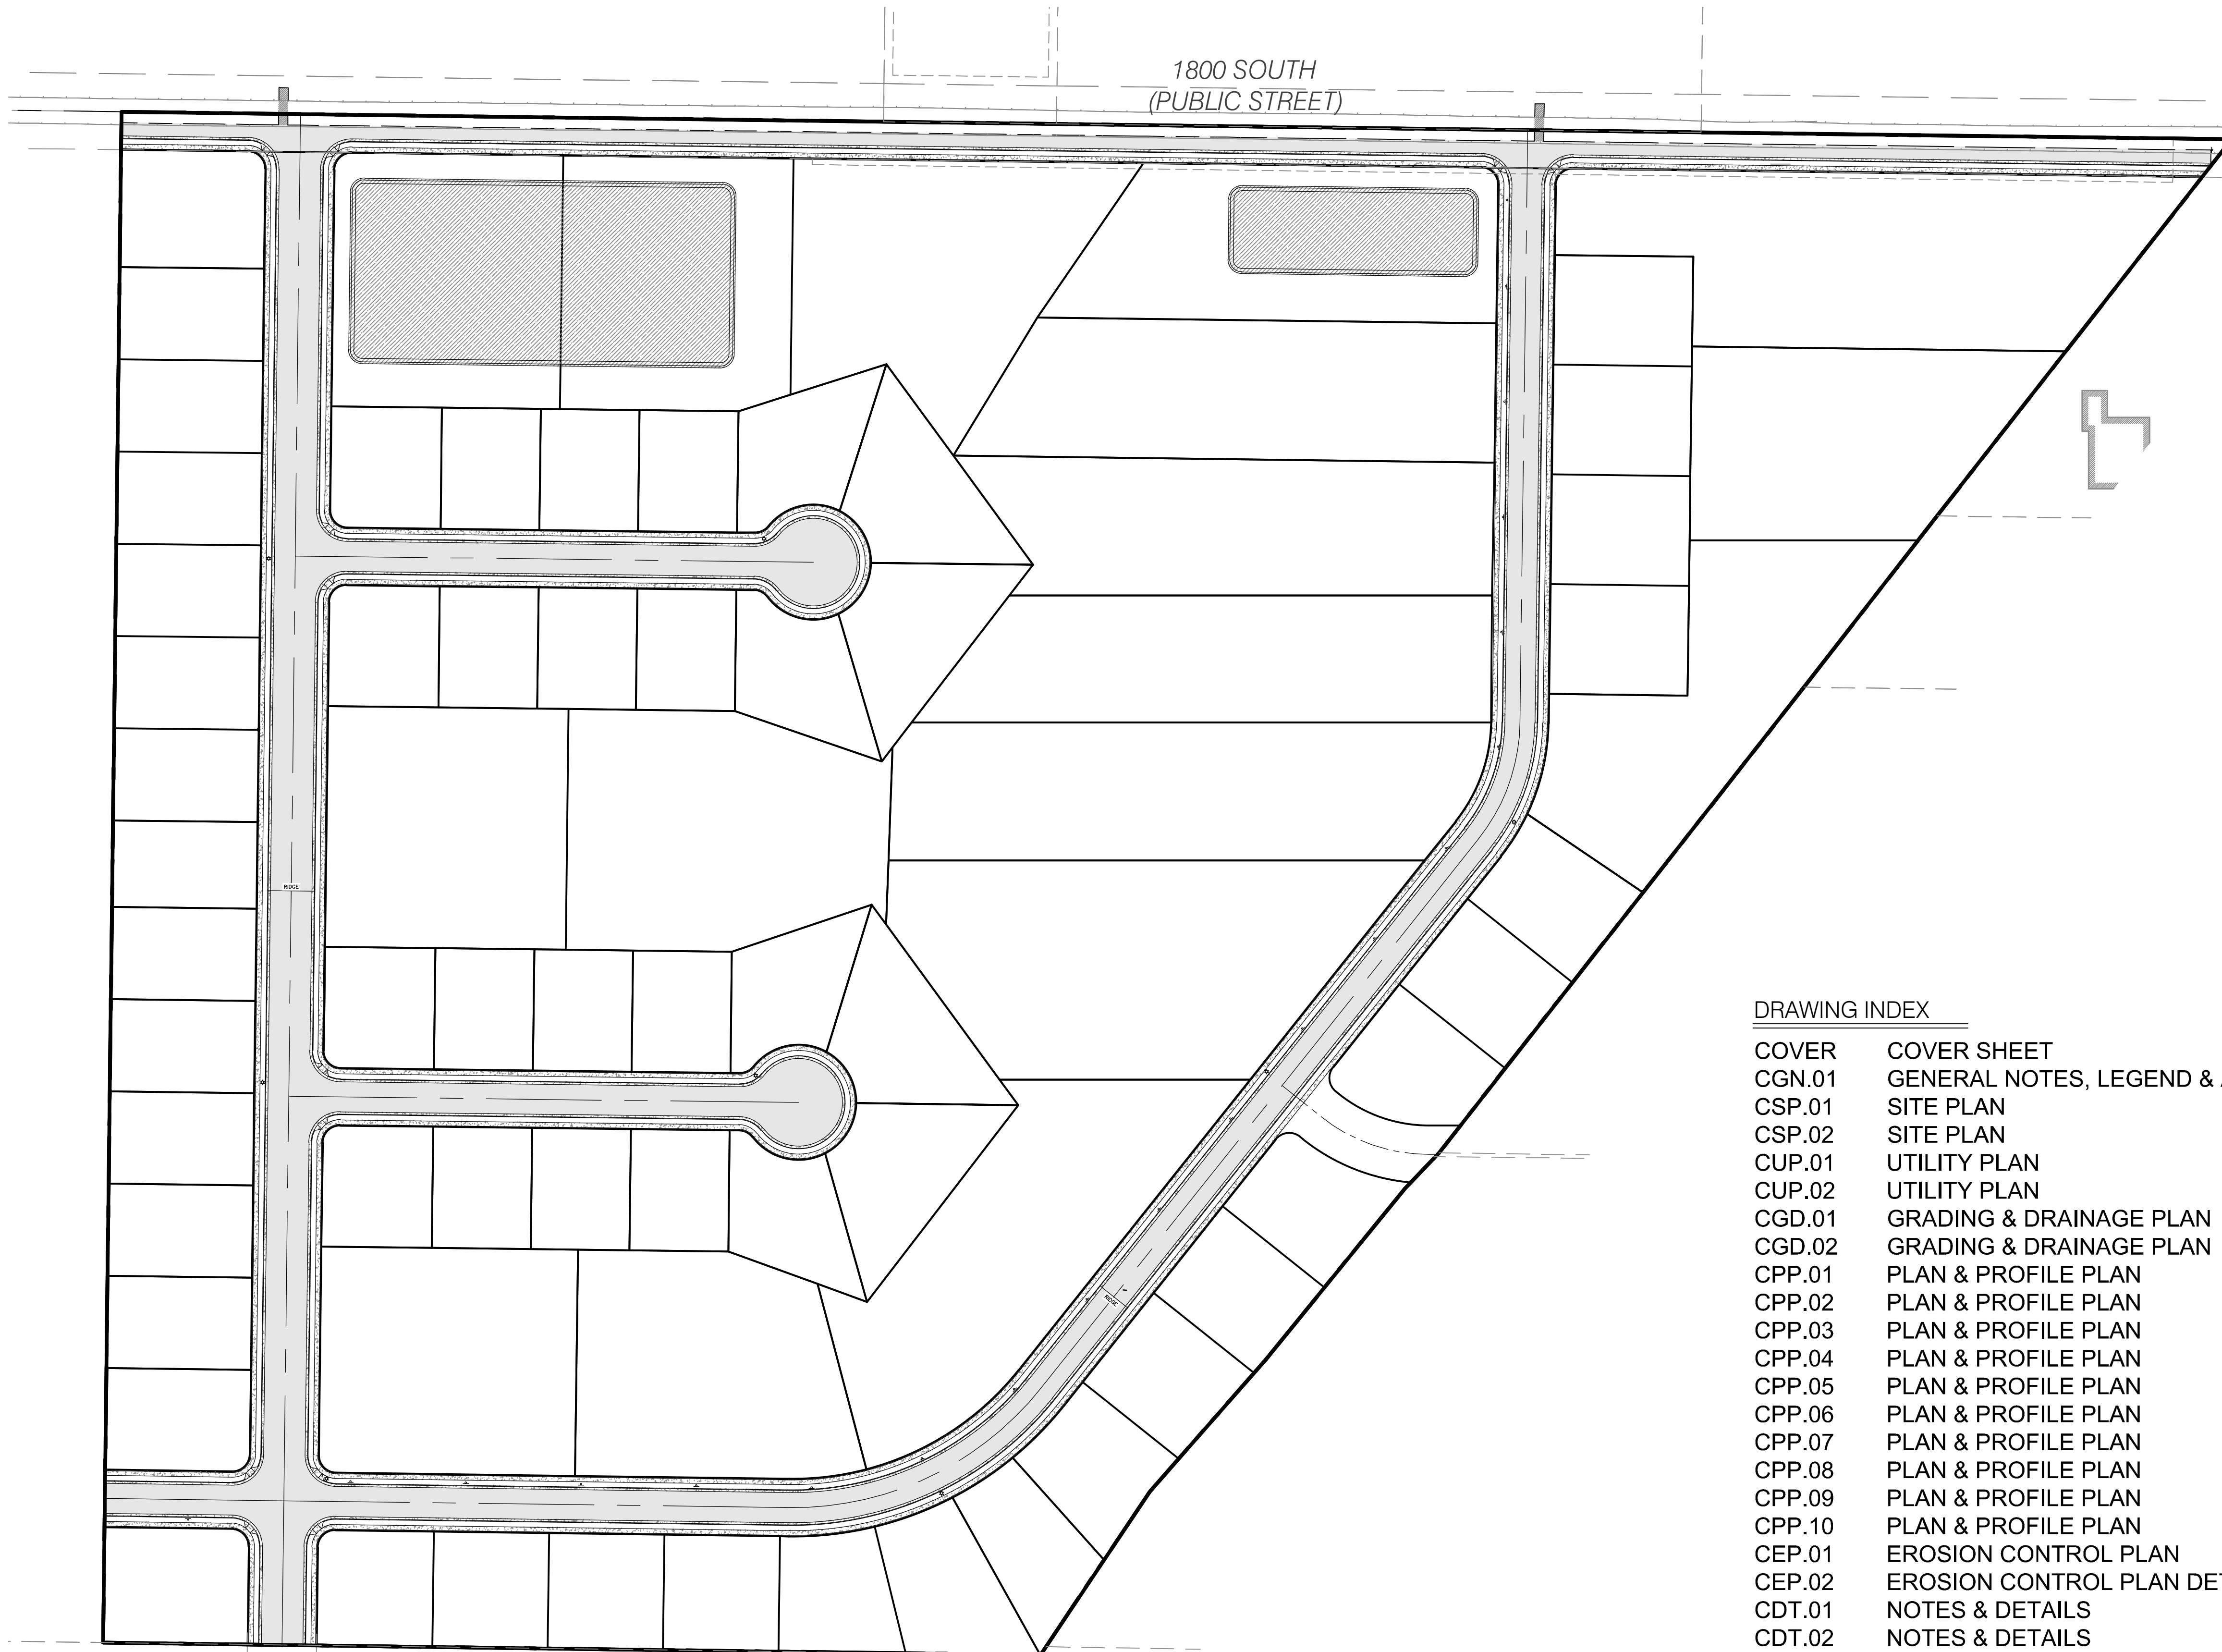 1800 SOUTH
(PUBLIC STREET)
RIDGE
RIDGE
DRAWING INDEX
COVER COVER SHEET
CGN.01 GENERAL NOTES, LEGEND &
CSP.01 SITE PLAN
CSP.02 SITE PLAN
CUP.01 UTILITY PLAN
CUP.02 UTILITY PLAN
CGD.01 GRADING & DRAINAGE PLAN
CGD.02 GRADING & DRAINAGE PLAN
CPP.01 PLAN & PROFILE PLAN
CPP.02 PLAN & PROFILE PLAN
CPP.03 PLAN & PROFILE PLAN
CPP.04 PLAN & PROFILE PLAN
CPP.05 PLAN & PROFILE PLAN
CPP.06 PLAN & PROFILE PLAN
CPP.07 PLAN & PROFILE PLAN
CPP.08 PLAN & PROFILE PLAN
CPP.09 PLAN & PROFILE PLAN
CPP.10 PLAN & PROFILE PLAN
CEP.01 EROSION CONTROL PLAN
CEP.02 EROSION CONTROL PLAN
CDT.01 NOTES & DETAILS
CDT.02 NOTES & DETAILS